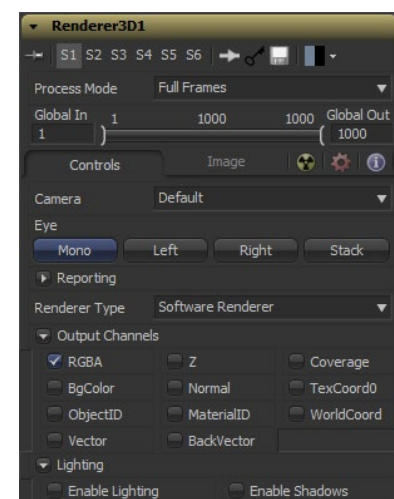 Renderer3D1
S1 S2 S3 S4 S5 S6
Process Mode Full Frames
Global In 1 1000 1000 Global Out
1 1000
Controls Image
Camera Default
Eye
Mono Left Right Stack
Reporting
Renderer Type Software Renderer
Output Channels
RGBA Z Coverage
BgColor Normal TexCoord0
ObjectID MaterialID WorldCoord
Vector BackVector
Lighting
Enable Lighting Enable Shadows